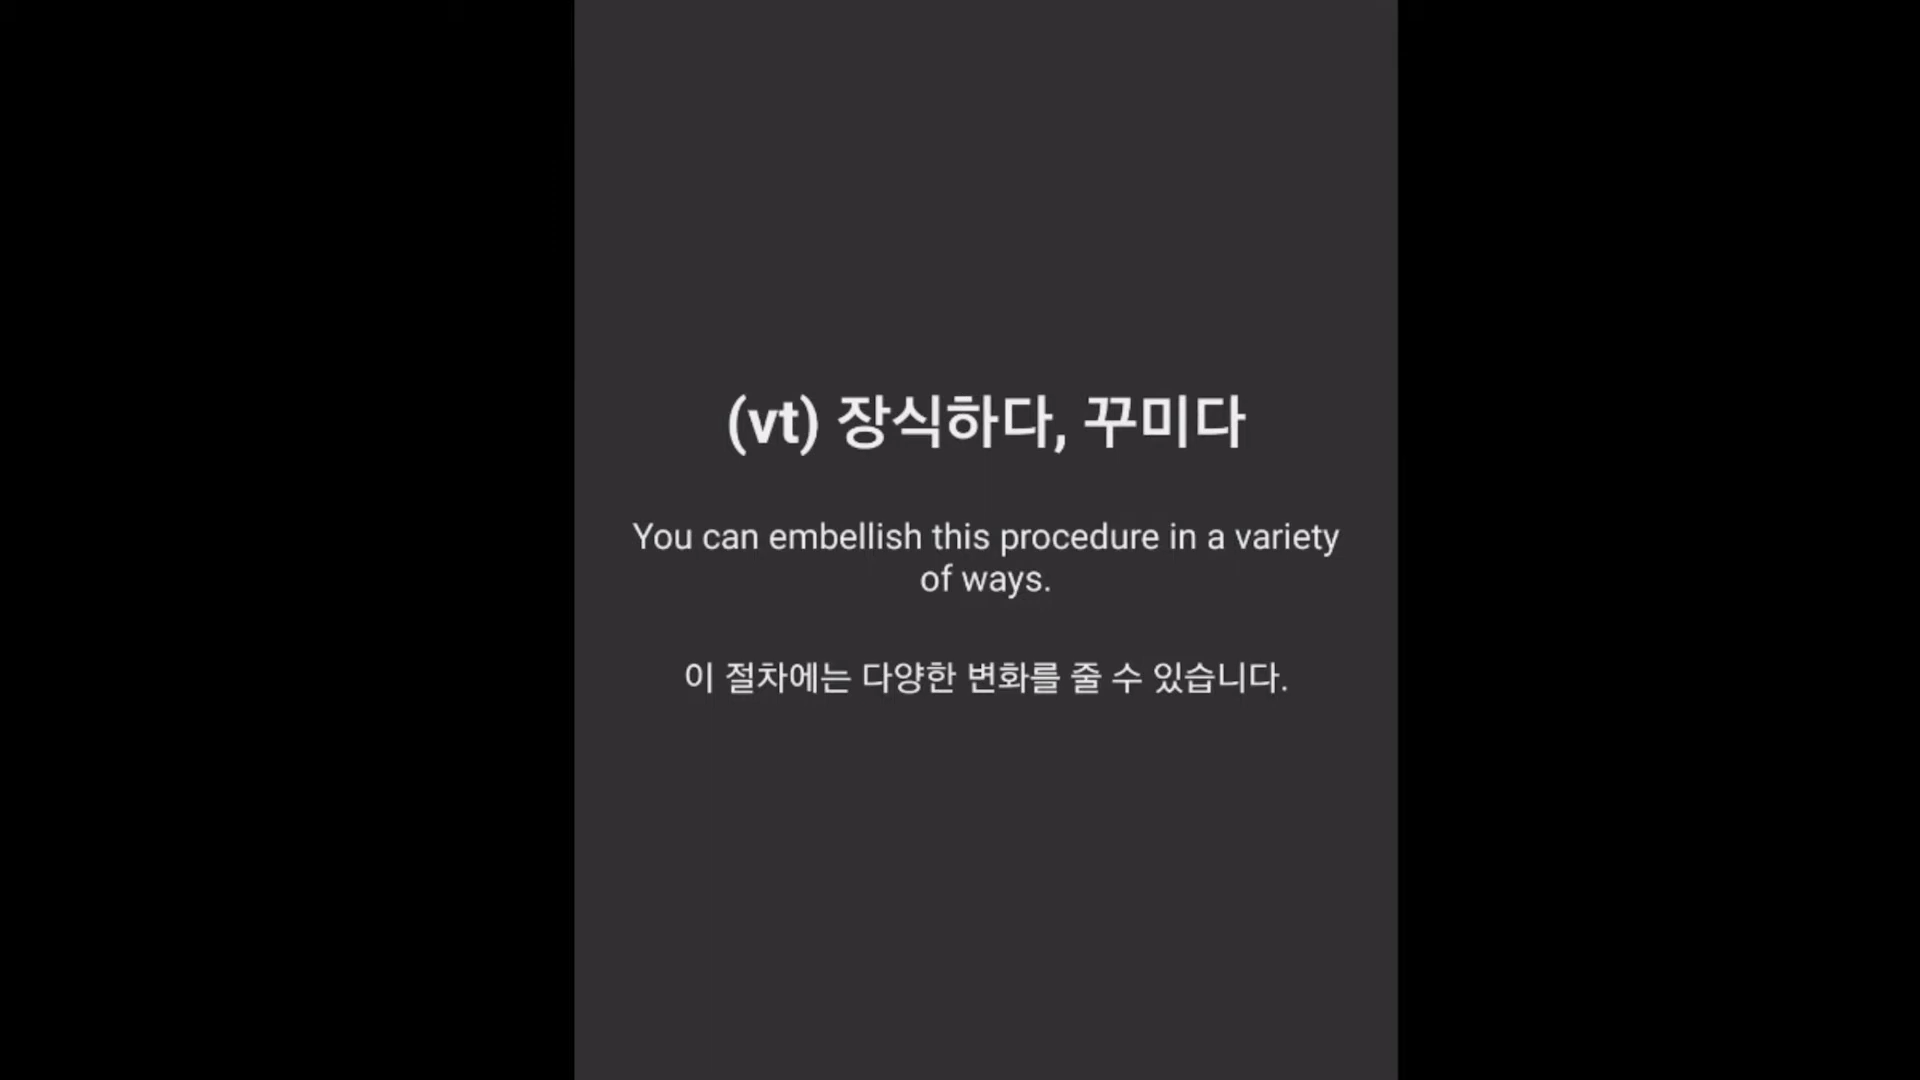 (vt) 장식하다, 꾸미다
You can embellish this procedure in a variety
of ways.
이 절차에는 다양한 변화를 줄 수 있습니다.